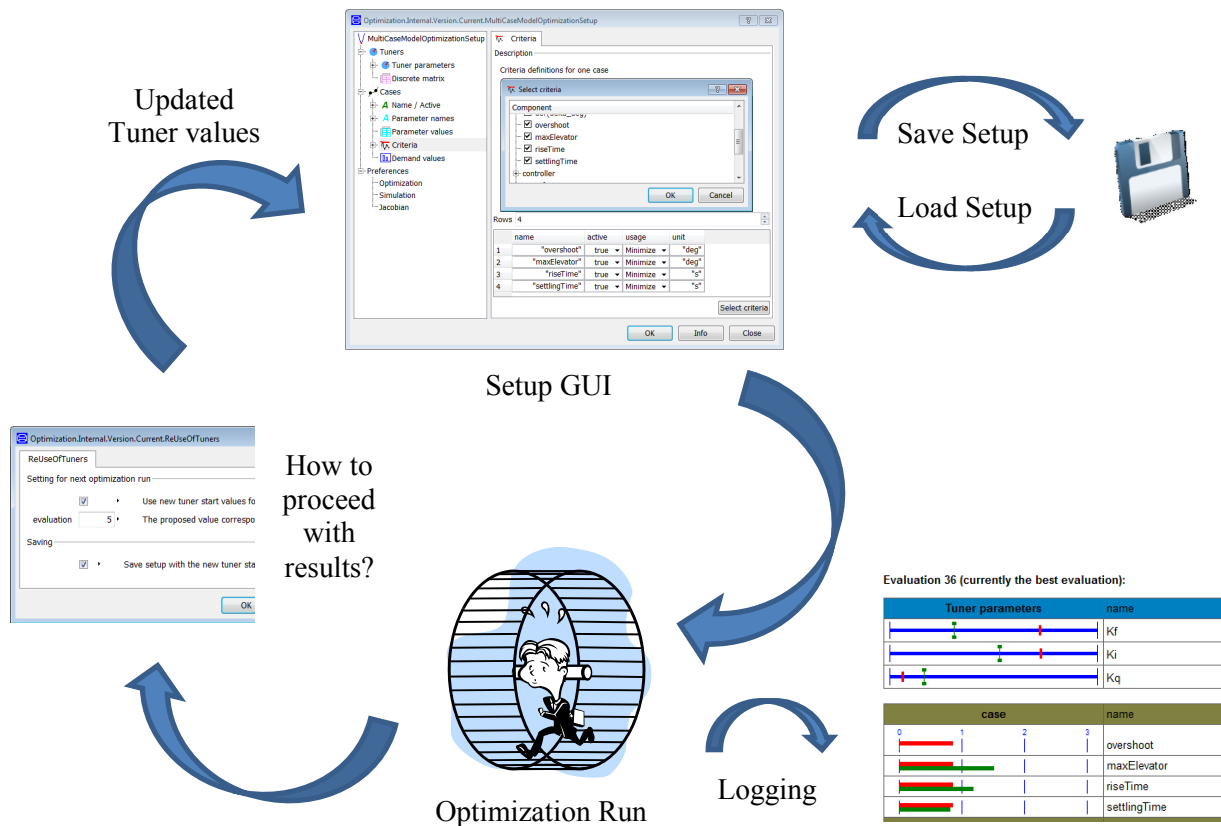 Optimization.Internal.Version.Current.MultiCaseModelOptimizationSetup
MultiCaseModelOptimizationSetup
Tuners
Tuner parameters
Discrete matrix
Cases
Name / Active
Parameter names
Parameter values
Criteria
Demand values
Preferences
Optimization
Simulation
Jacobian
Criteria
Description
Criteria definitions for one case
Select criteria
Component
overshoot
maxElevator
riseTime
settlingTime
controller
OK Cancel
Rows 4
name active usage unit
1 "overshoot" true Minimize "deg"
2 "maxElevator" true Minimize "deg"
3 "riseTime" true Minimize "s"
4 "settlingTime" true Minimize "s"
Select criteria
OK Info Close
Updated
Tuner values
Save Setup
Load Setup
Setup GUI
Optimization.Internal.Version.Current.ReUseOfTuners
ReUseOfTuners
Setting for next optimization run
Use new tuner start values fo
evaluation 5 The proposed value correspo
Saving
Save setup with the new tuner sta
OK
How to
proceed
with
results?
Optimization Run
Logging
Evaluation 36 (currently the best evaluation):
Tuner parameters name
Kf
Ki
Kq
case name
0 1 2 3
overshoot
maxElevator
riseTime
settlingTime